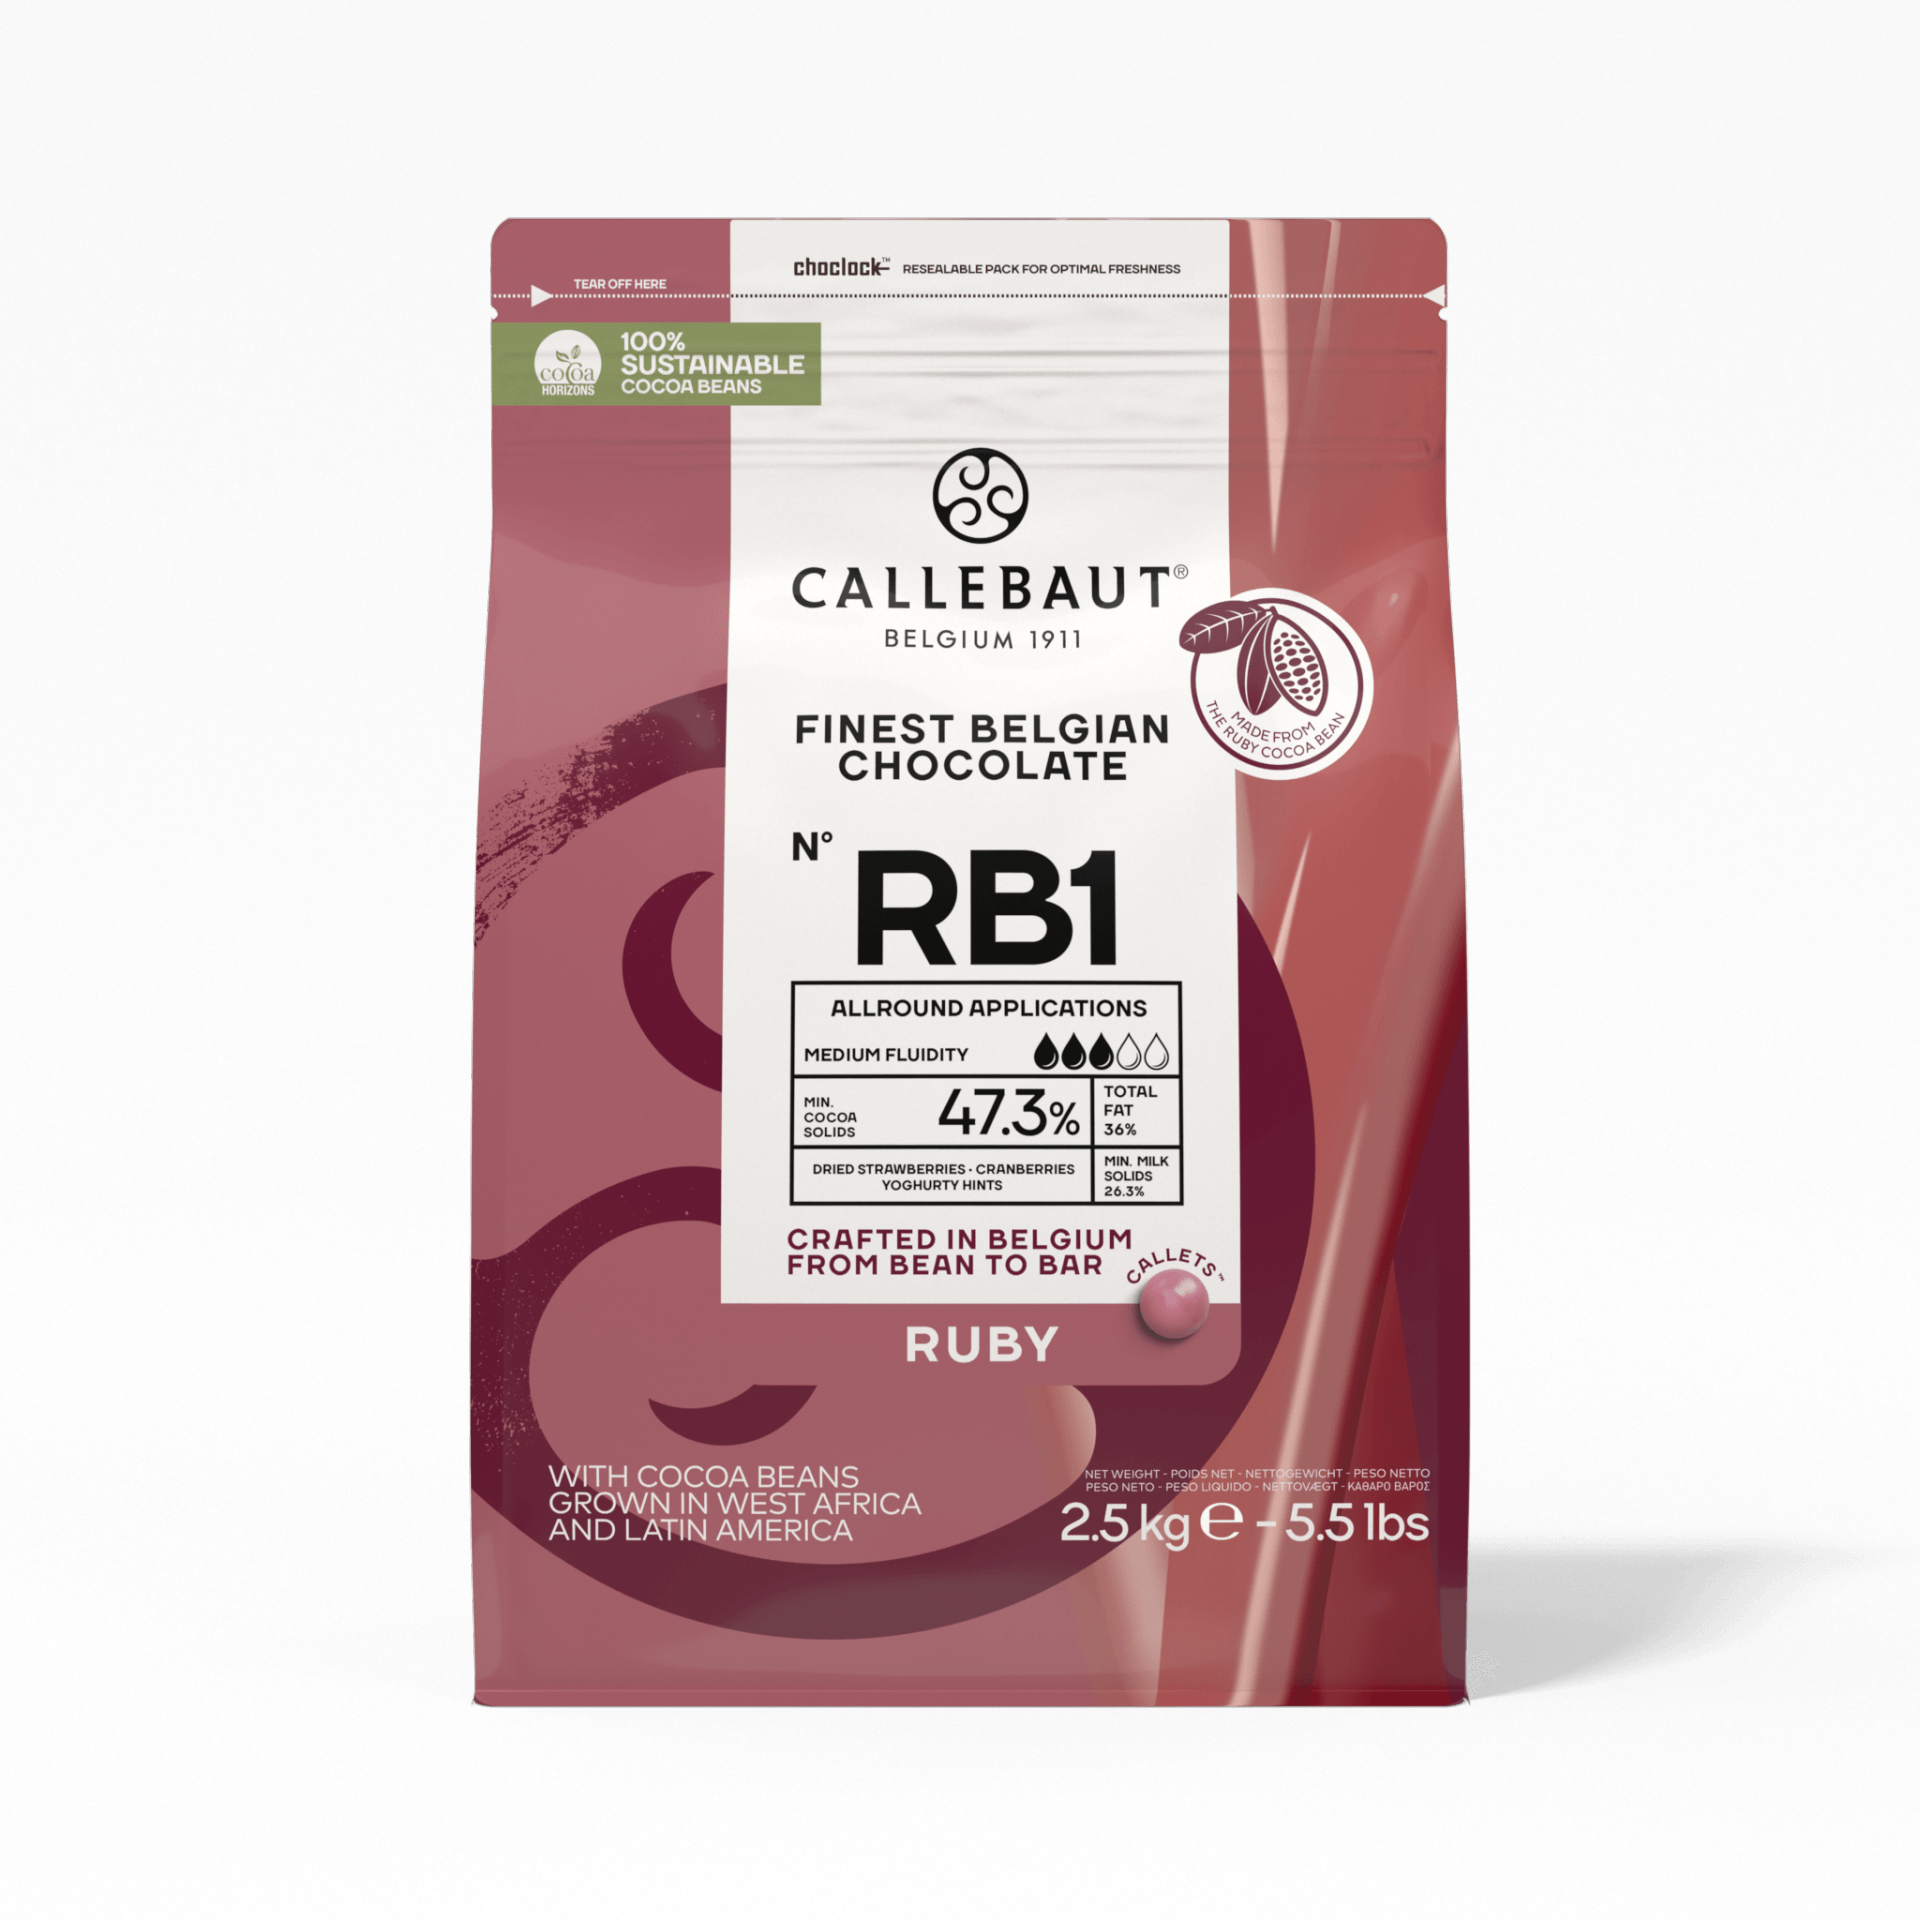 choclock™ RESEALABLE PACK FOR OPTIMAL FRESHNESS
TEAR OFF HERE
cocoa
HORIZONS
100%
SUSTAINABLE
COCOA BEANS
CALLEBAUT®
BELGIUM 1911
MADE FROM
THE RUBY COCOA BEAN
FINEST BELGIAN
CHOCOLATE
N° RB1
ALLROUND APPLICATIONS
MEDIUM FLUIDITY
MIN.
COCOA
SOLIDS
47.3%
TOTAL
FAT
36%
DRIED STRAWBERRIES · CRANBERRIES
YOGHURTY HINTS
MIN. MILK
SOLIDS
26.3%
CRAFTED IN BELGIUM
FROM BEAN TO BAR
CALLETS™
RUBY
WITH COCOA BEANS
GROWN IN WEST AFRICA
AND LATIN AMERICA
NET WEIGHT - POIDS NET - NETTOGEWICHT - PESO NETTO
PESO NETO - PESO LIQUIDO - NETTOVÆGT - ΚΑΘΑΡΟ ΒΑΡΟΣ
2.5 kg ℮ - 5.5 lbs